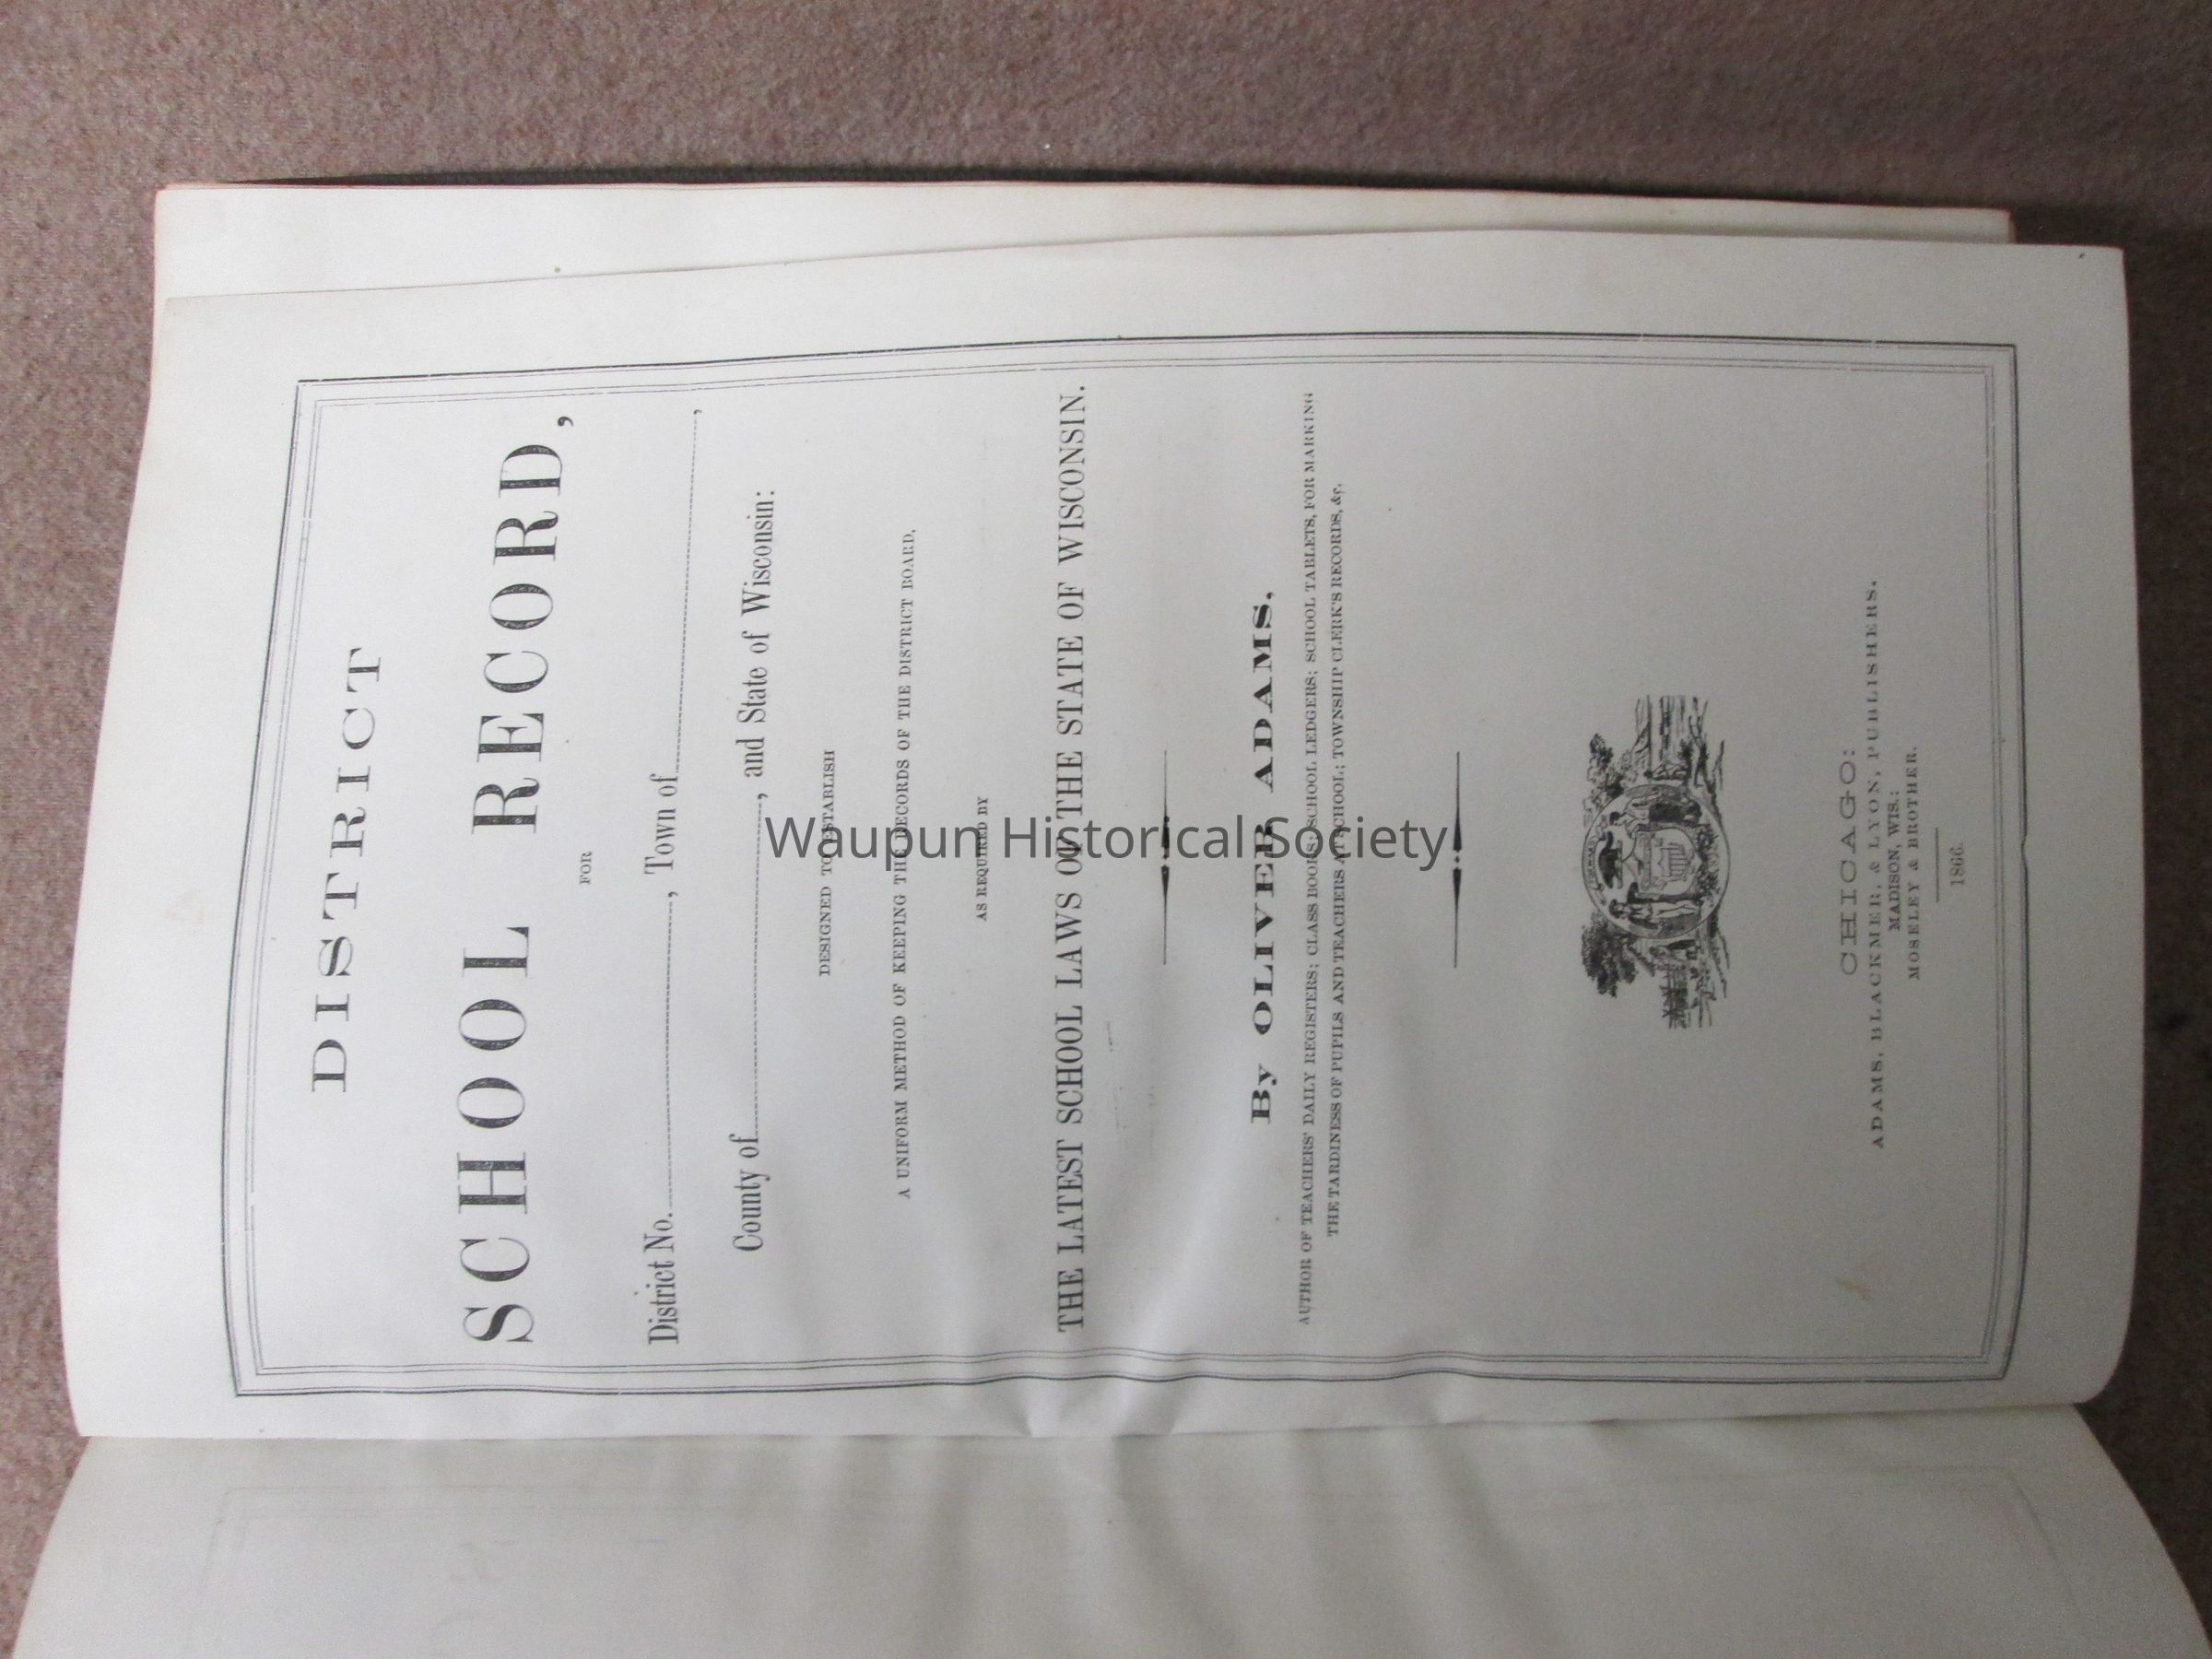 DISTRICT
SCHOOL RECORD,
FOR
District No. , Town of ,
County of , and State of Wisconsin:
DESIGNED TO ESTABLISH
A UNIFORM METHOD OF KEEPING THE RECORDS OF THE DISTRICT BOARD,
AS REQUIRED BY
THE LATEST SCHOOL LAWS OF THE STATE OF WISCONSIN.
By OLIVER ADAMS,
AUTHOR OF TEACHERS' DAILY REGISTERS; CLASS BOOKS; SCHOOL LEDGERS; SCHOOL TABLETS, FOR MARKING
THE TARDINESS OF PUPILS AND TEACHERS AT SCHOOL; TOWNSHIP CLERK'S RECORDS, &c.
CHICAGO:
ADAMS, BLACKMER, & LYON, PUBLISHERS.
MADISON, WIS.:
MOSELEY & BROTHER.
1866.
Waupun Historical Society